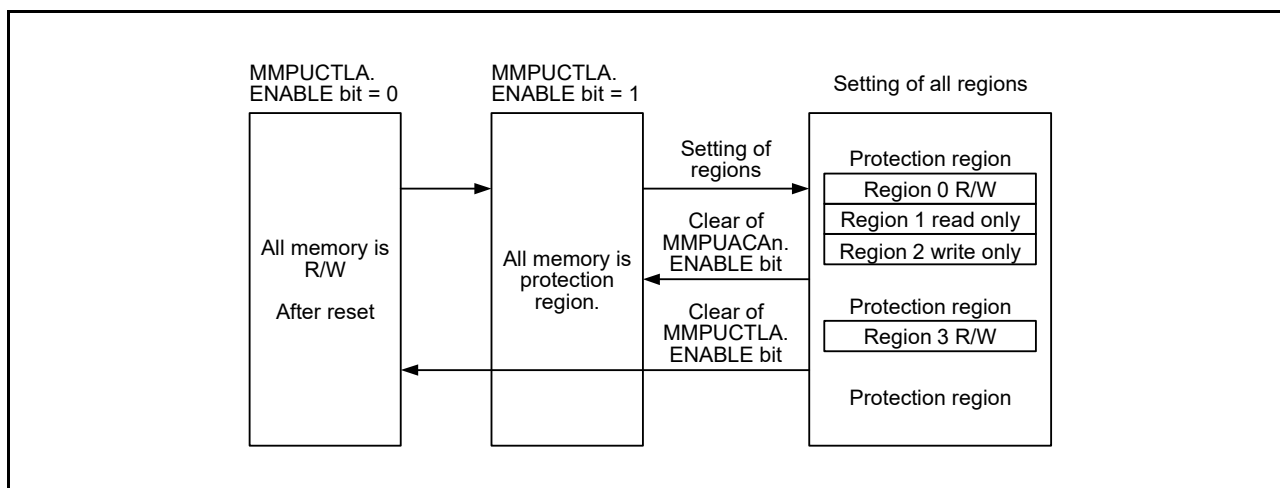 MMPUCTLA.
ENABLE bit = 0
MMPUCTLA.
ENABLE bit = 1
Setting of all regions
All memory is
R/W
After reset
All memory is
protection
region.
Setting of
regions
Clear of
MMPUACAn.
ENABLE bit
Clear of
MMPUCTLA.
ENABLE bit
Protection region
Region 0 R/W
Region 1 read only
Region 2 write only
Protection region
Region 3 R/W
Protection region